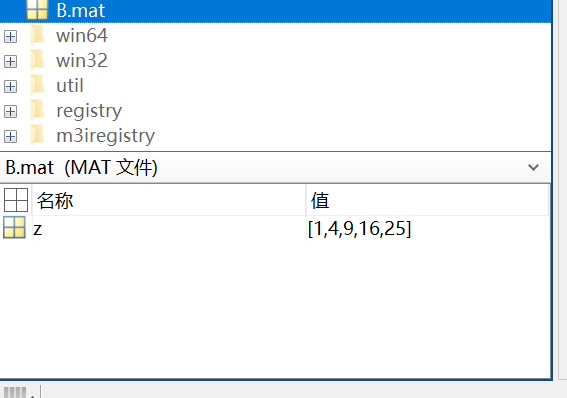 B.mat
win64
win32
util
registry
m3iregistry
B.mat (MAT 文件)
名称 值
z [1,4,9,16,25]